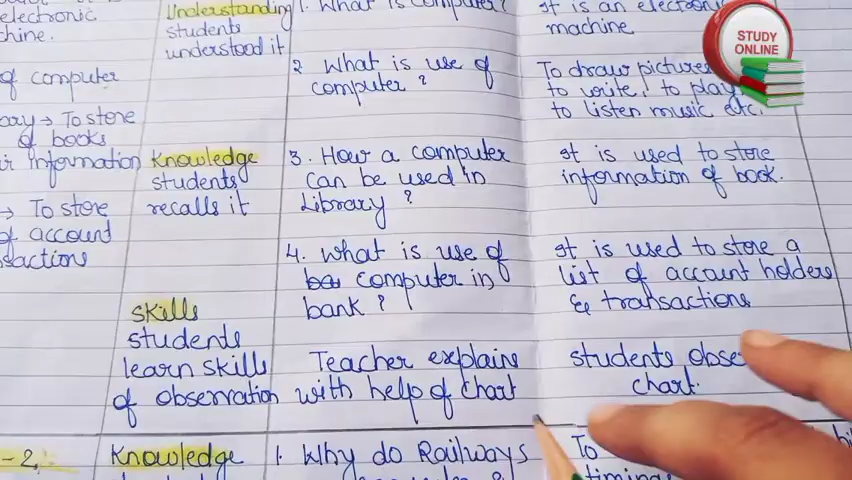 electronic
chine.
of computer
To store
of books
information
→ To store
of account
Understanding
students
understood it
Knowledge
students
recalls it
skills
students
learn skills
of observation
-2,
Knowledge
1. What is computer?
2 What is use of
computer ?
3. How a computer
can be used in
Library ?
4. What is use of
computer in
bank ?
Teacher explains
with help of chart
1. Why do Railways
It is an electronic
machine.
To draw pictures
to write, to play,
to listen music etc.
It is used to store
information of book.
It is used to store a
list of account holders
& transactions
students obse
chart.
To
timing
STUDY
ONLINE